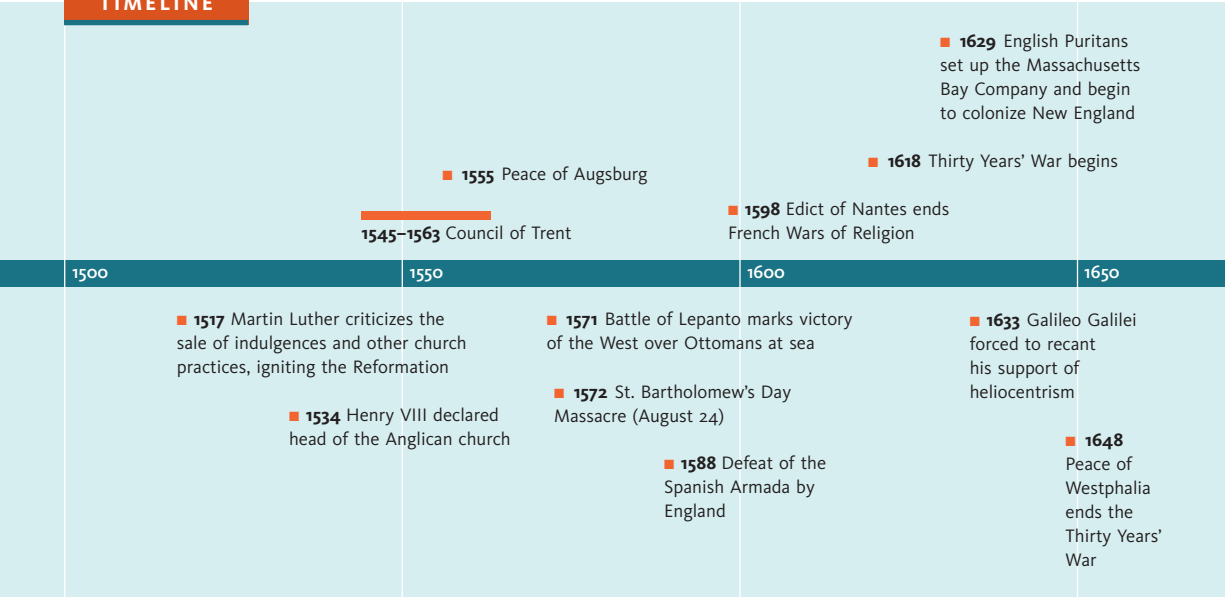 TIMELINE
1629 English Puritans
set up the Massachusetts
Bay Company and begin
to colonize New England
1618 Thirty Years’ War begins
1555 Peace of Augsburg
1598 Edict of Nantes ends
French Wars of Religion
1545–1563 Council of Trent
1500
1550
1600
1650
1517 Martin Luther criticizes the
sale of indulgences and other church
practices, igniting the Reformation
1534 Henry VIII declared
head of the Anglican church
1571 Battle of Lepanto marks victory
of the West over Ottomans at sea
1572 St. Bartholomew’s Day
Massacre (August 24)
1588 Defeat of the
Spanish Armada by
England
1633 Galileo Galilei
forced to recant
his support of
heliocentrism
1648
Peace of
Westphalia
ends the
Thirty Years’
War